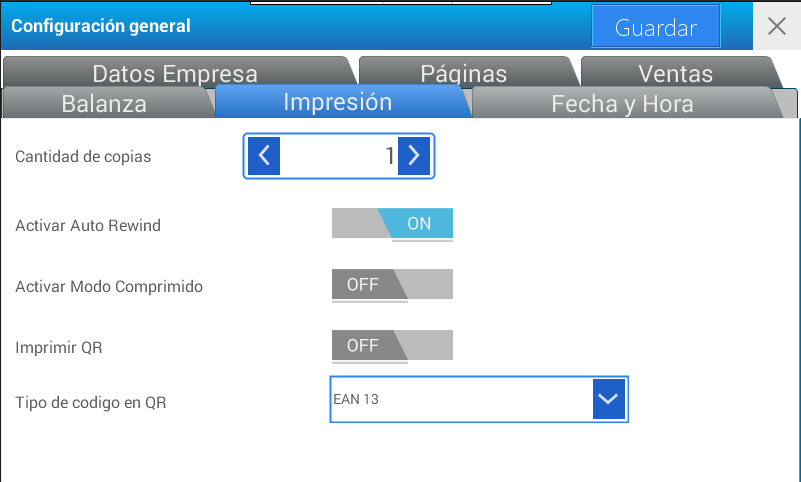 Configuración general
Guardar
Datos Empresa
Páginas
Ventas
Balanza
Impresión
Fecha y Hora
Cantidad de copias
1
Activar Auto Rewind
ON
Activar Modo Comprimido
OFF
Imprimir QR
OFF
Tipo de codigo en QR
EAN 13